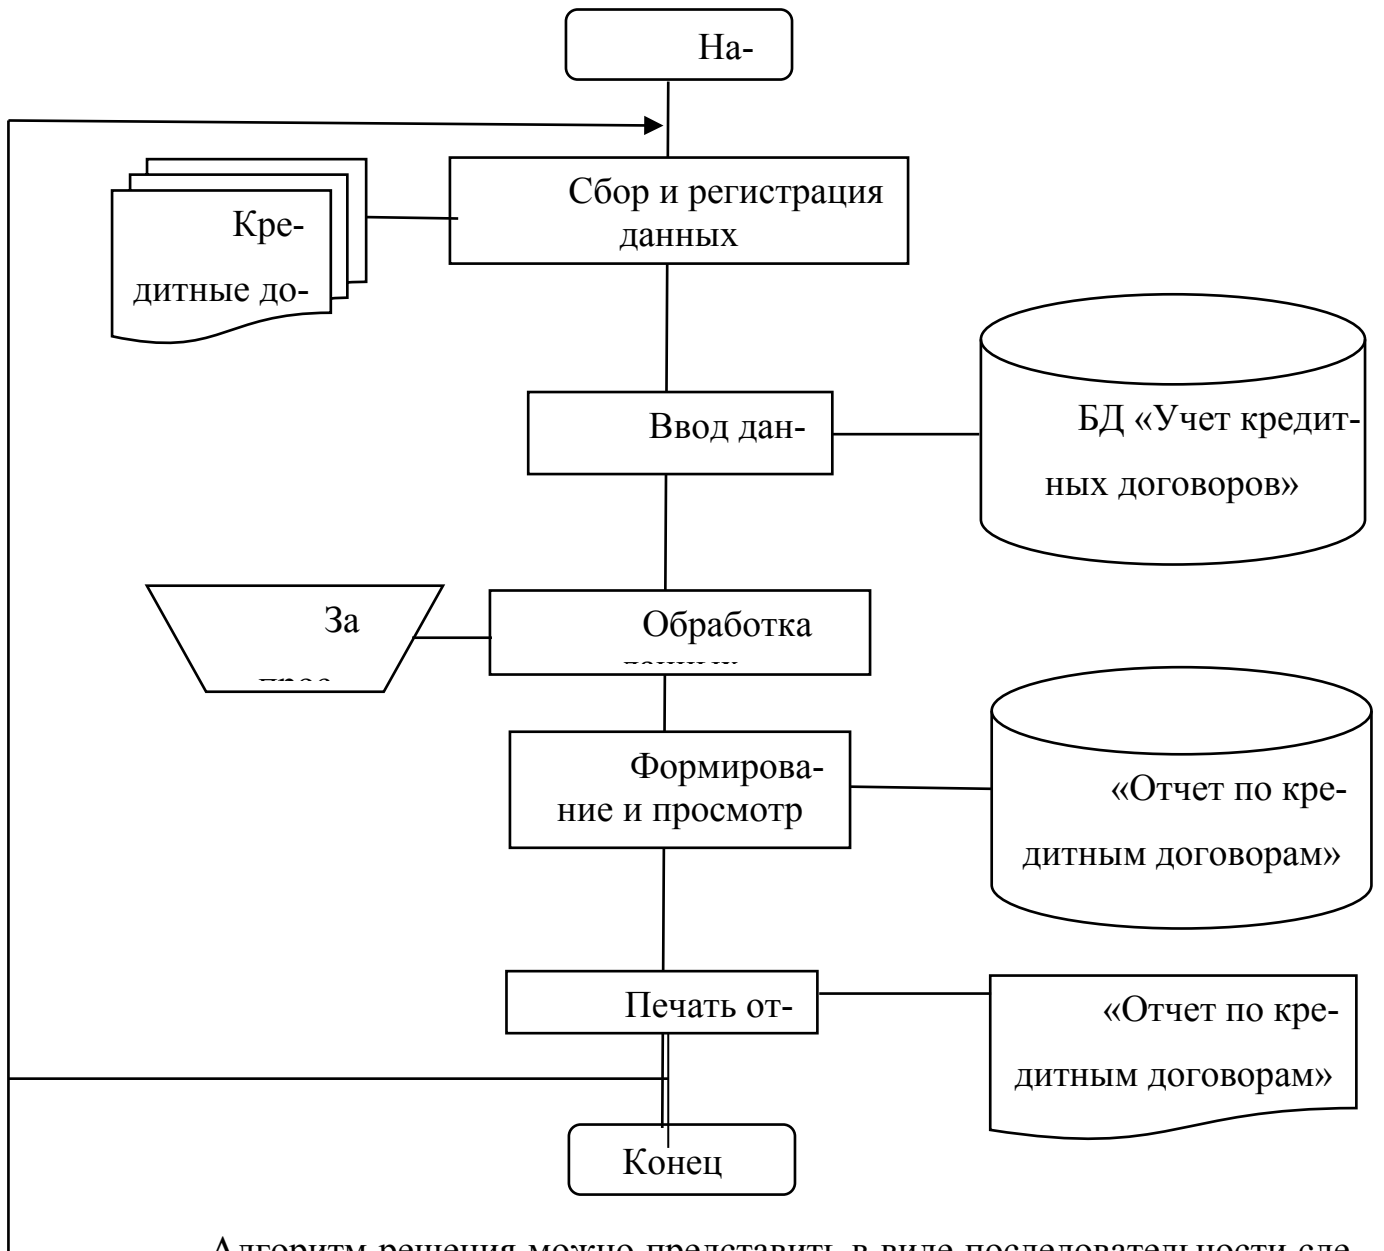 На-
Сбор и регистрация
данных
Кре-
дитные до-
Ввод дан-
БД «Учет кредит-
ных договоров»
За
Обработка
данных
Формирова-
ние и просмотр
«Отчет по кре-
дитным договорам»
Печать от-
«Отчет по кре-
дитным договорам»
Конец
Алгоритм решения можно представить в виде последовательности сле